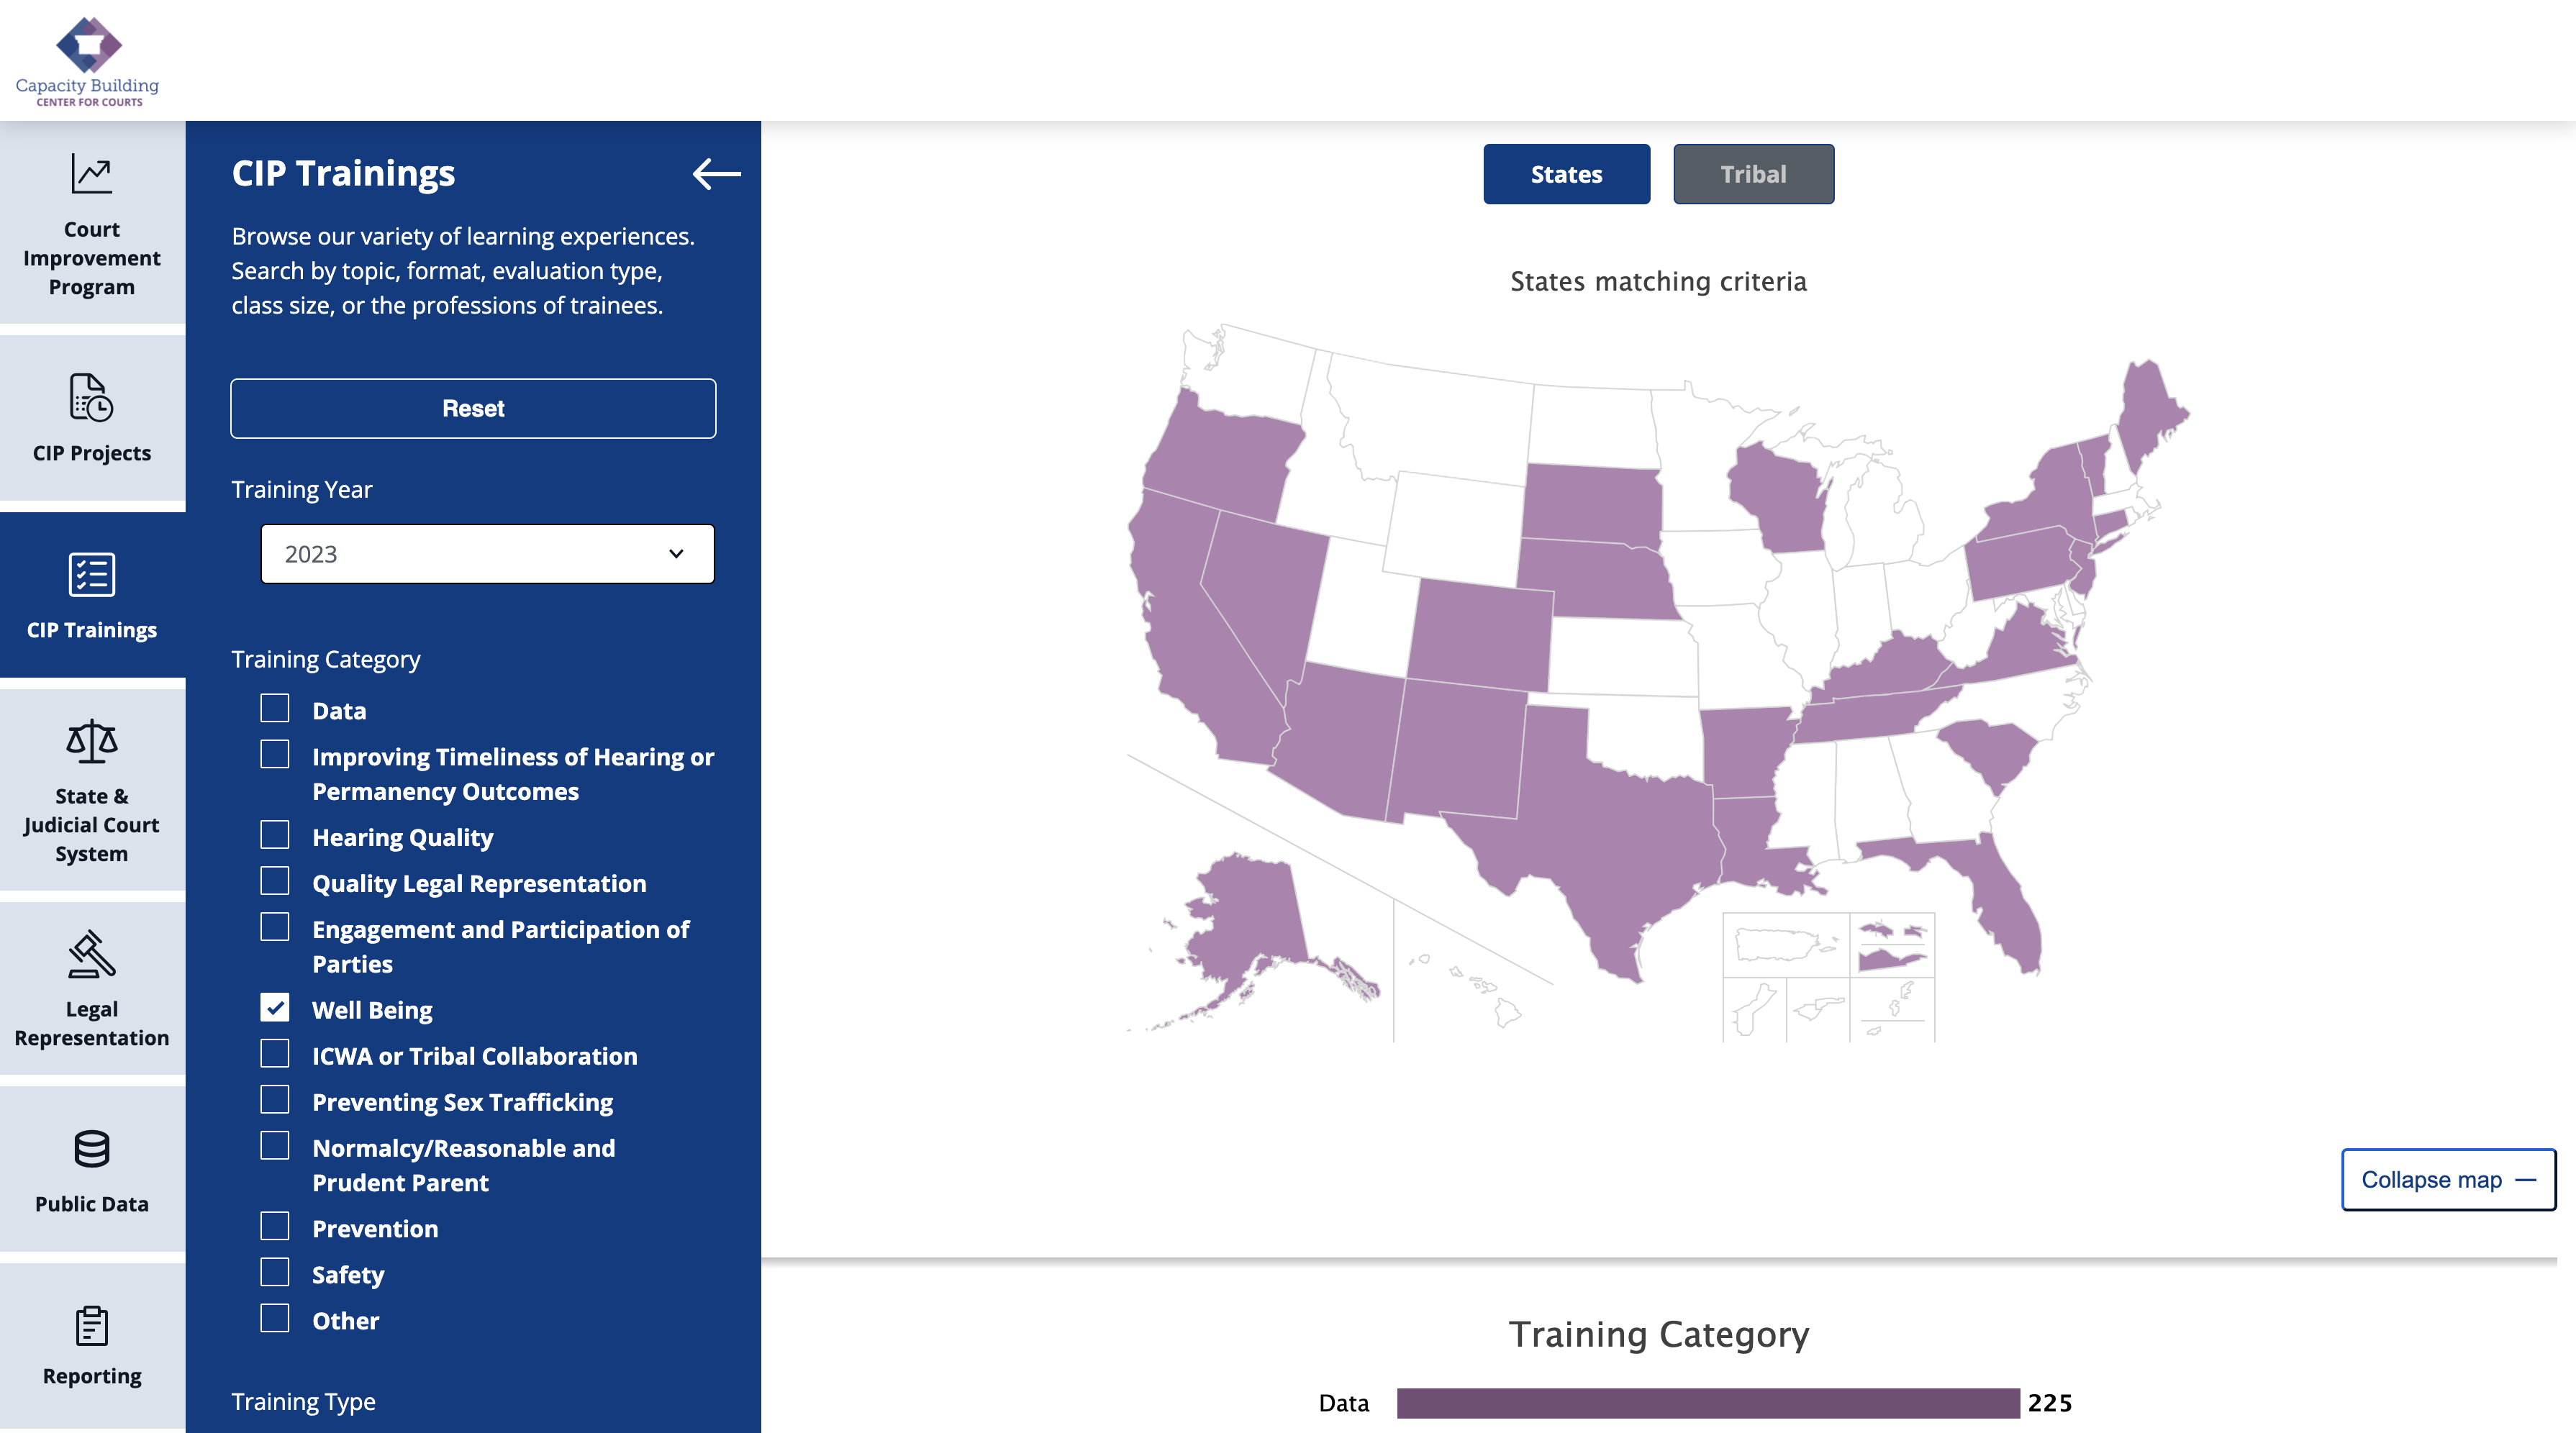 Capacity Building
CENTER FOR COURTS
Court
Improvement
Program
CIP Projects
CIP Trainings
State &
Judicial Court
System
Legal
Representation
Public Data
Reporting
CIP Trainings
Browse our variety of learning experiences.
Search by topic, format, evaluation type,
class size, or the professions of trainees.
Reset
Training Year
2023
Training Category
Data
Improving Timeliness of Hearing or
Permanency Outcomes
Hearing Quality
Quality Legal Representation
Engagement and Participation of
Parties
Well Being
ICWA or Tribal Collaboration
Preventing Sex Trafficking
Normalcy/Reasonable and
Prudent Parent
Prevention
Safety
Other
Training Type
States
Tribal
States matching criteria
Collapse map
Training Category
Data 225